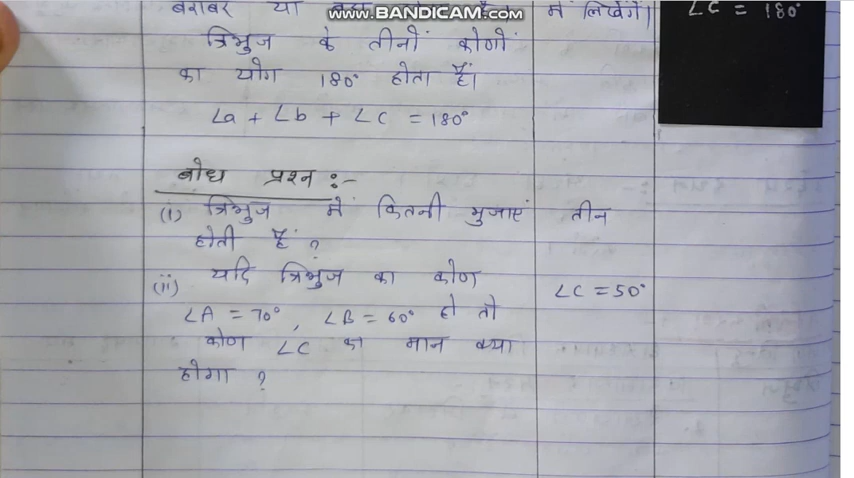 www.BANDICAM.com
बराबर या में लिखेंगे। ∠C = 180°
त्रिभुज के तीनों कोणों
का योग 180° होता है।
∠a + ∠b + ∠C = 180°
बोध प्रश्न :-
(i) त्रिभुज में कितनी भुजाएं तीन
होती हैं ?
(ii) यदि त्रिभुज का कोण ∠C = 50°
∠A = 70° , ∠B = 60° हो तो
कोण ∠C का मान क्या
होगा ?